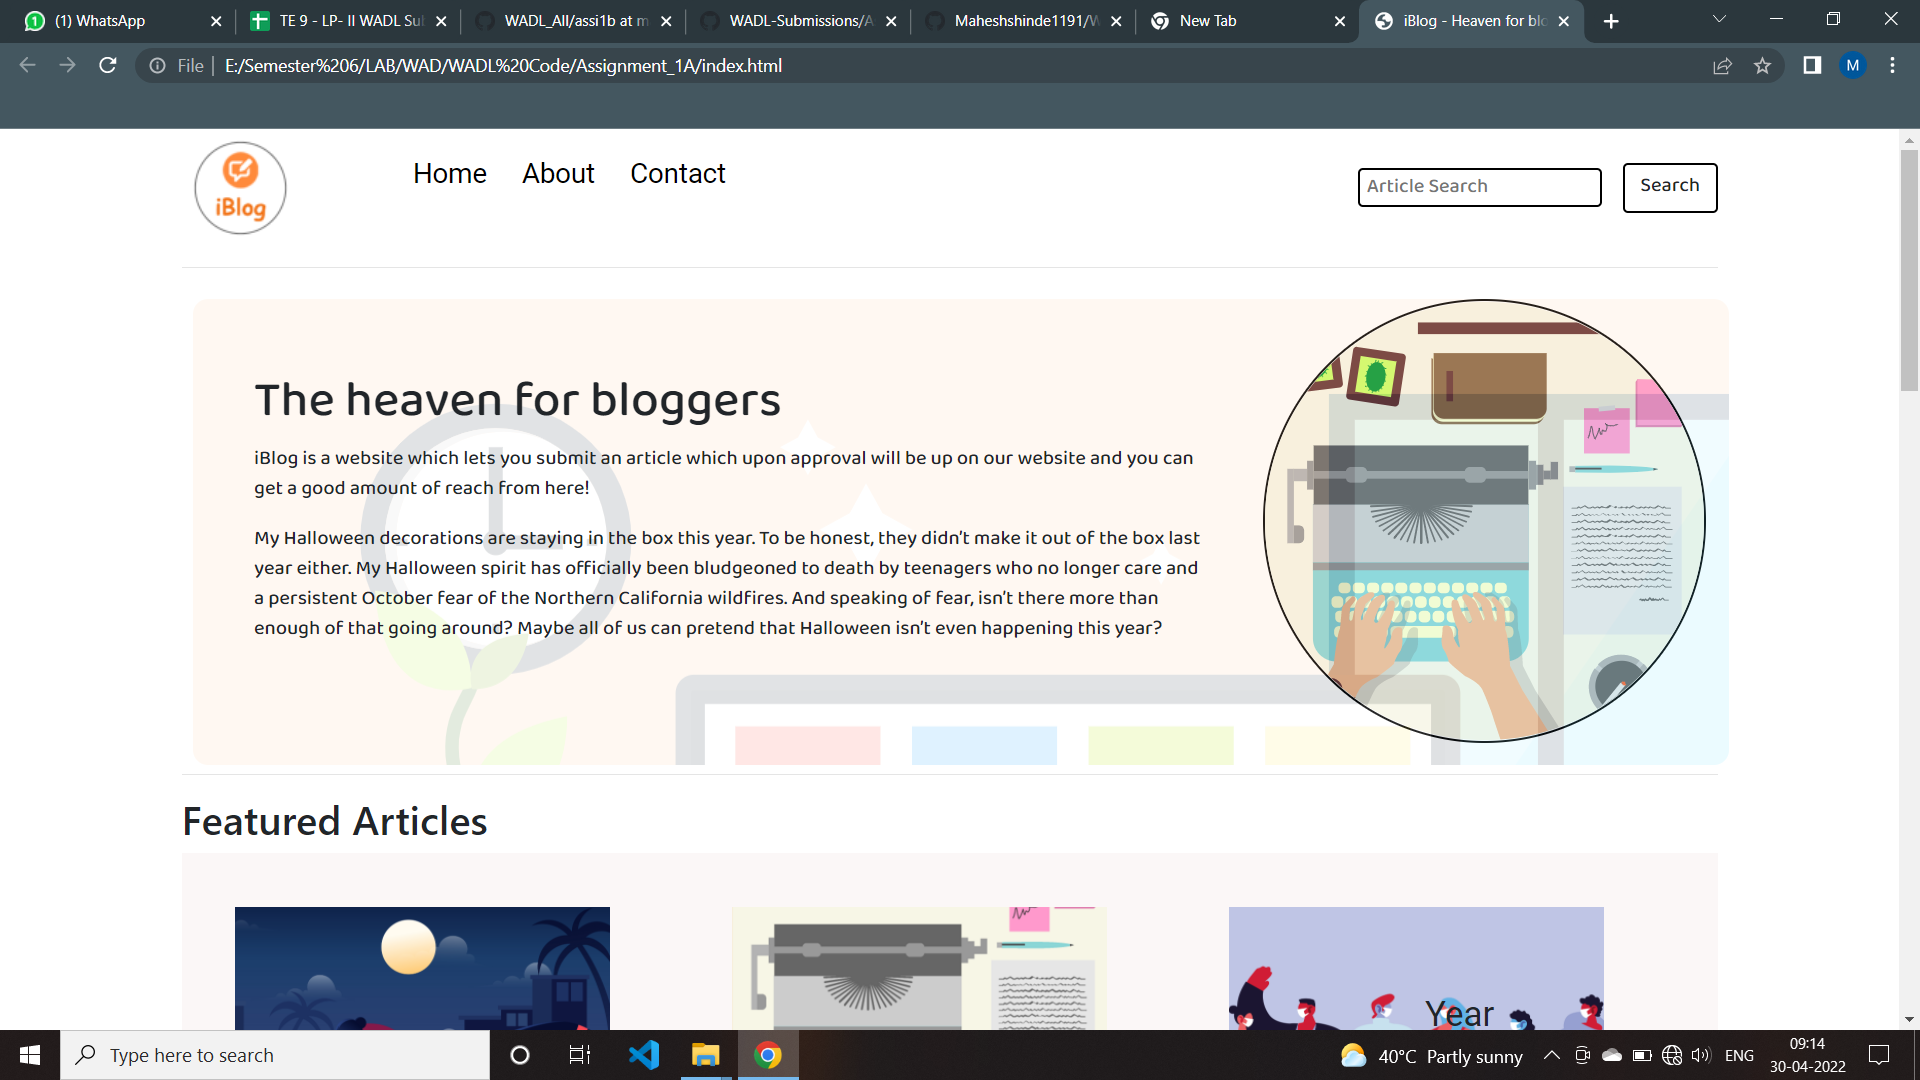 (1) WhatsApp
TE 9 - LP- II WADL Sub
WADL_All/assi1b at m
WADL-Submissions/A
Maheshshinde1191/W
New Tab
iBlog - Heaven for blo
File
E:/Semester%206/LAB/WAD/WADL%20Code/Assignment_1A/index.html
M
iBlog
Home
About
Contact
Article Search
Search
The heaven for bloggers
iBlog is a website which lets you submit an article which upon approval will be up on our website and you can
get a good amount of reach from here!
My Halloween decorations are staying in the box this year. To be honest, they didn't make it out of the box last
year either. My Halloween spirit has officially been bludgeoned to death by teenagers who no longer care and
a persistent October fear of the Northern California wildfires. And speaking of fear, isn't there more than
enough of that going around? Maybe all of us can pretend that Halloween isn't even happening this year?
Featured Articles
Year
Type here to search
40°C Partly sunny
ENG
09:14
30-04-2022